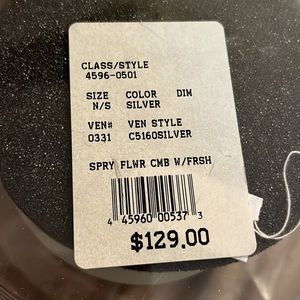 CLASS/STYLE
4596-0501
SIZE COLOR DIM
N/S SILVER
VEN# VEN STYLE
0331 C5160SILVER
SPRY FLWR CMB W/FRSH
4 45960 00537 3
$129.00